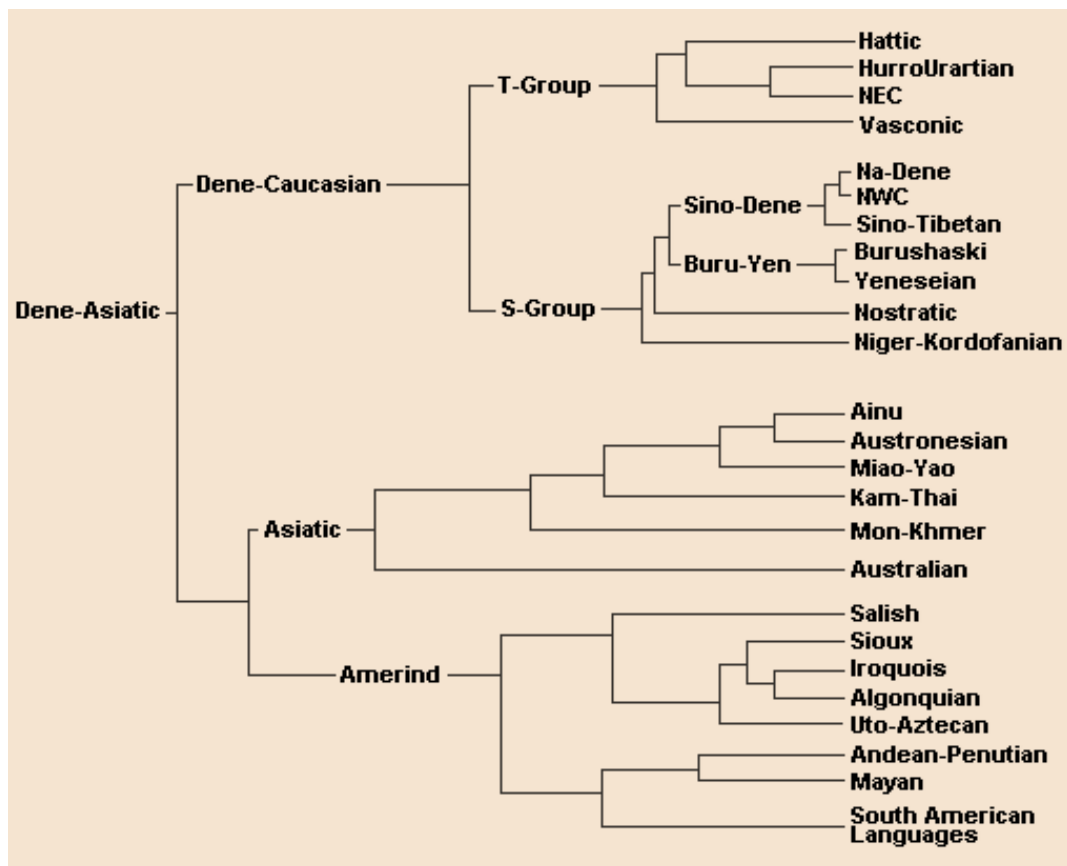 Hattic
HurroUrartian
T-Group
NEC
Vasconic
Na-Dene
Dene-Caucasian
NWC
Sino-Dene
Sino-Tibetan
Burushaski
Buru-Yen
Yeneseian
Dene-Asiatic
S-Group
Nostratic
Niger-Kordofanian
Ainu
Austronesian
Miao-Yao
Kam-Thai
Asiatic
Mon-Khmer
Australian
Salish
Sioux
Iroquois
Amerind
Algonquian
Uto-Aztecan
Andean-Penutian
Mayan
South American
Languages